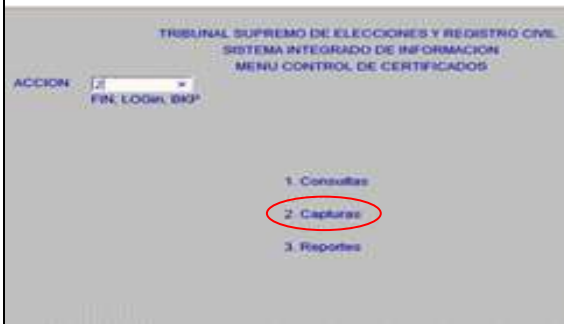 TRIBUNAL SUPREMO DE ELECCIONES Y REGISTRO CIVIL
SISTEMA INTEGRADO DE INFORMACION
MENU CONTROL DE CERTIFICADOS
ACCION 2
FIN, LOGin, BKP
1. Consultas
2. Capturas
3. Reportes